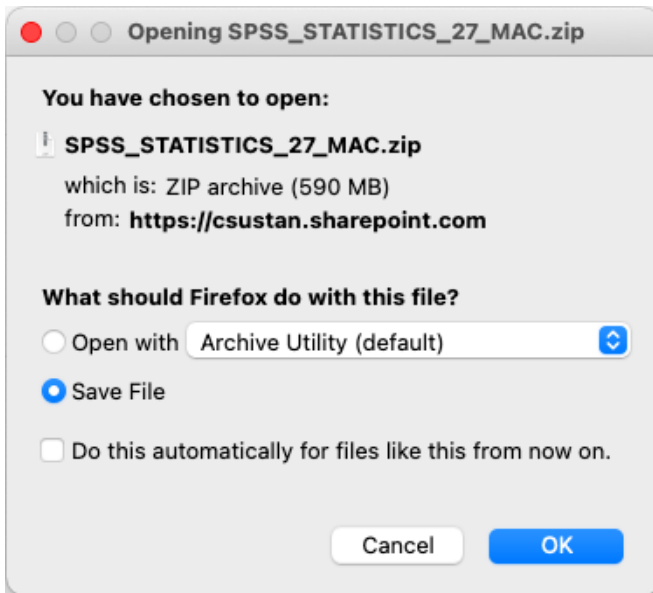 Opening SPSS_STATISTICS_27_MAC.zip
You have chosen to open:
SPSS_STATISTICS_27_MAC.zip
which is: ZIP archive (590 MB)
from: https://csustan.sharepoint.com
What should Firefox do with this file?
Open with Archive Utility (default)
Save File
Do this automatically for files like this from now on.
Cancel OK